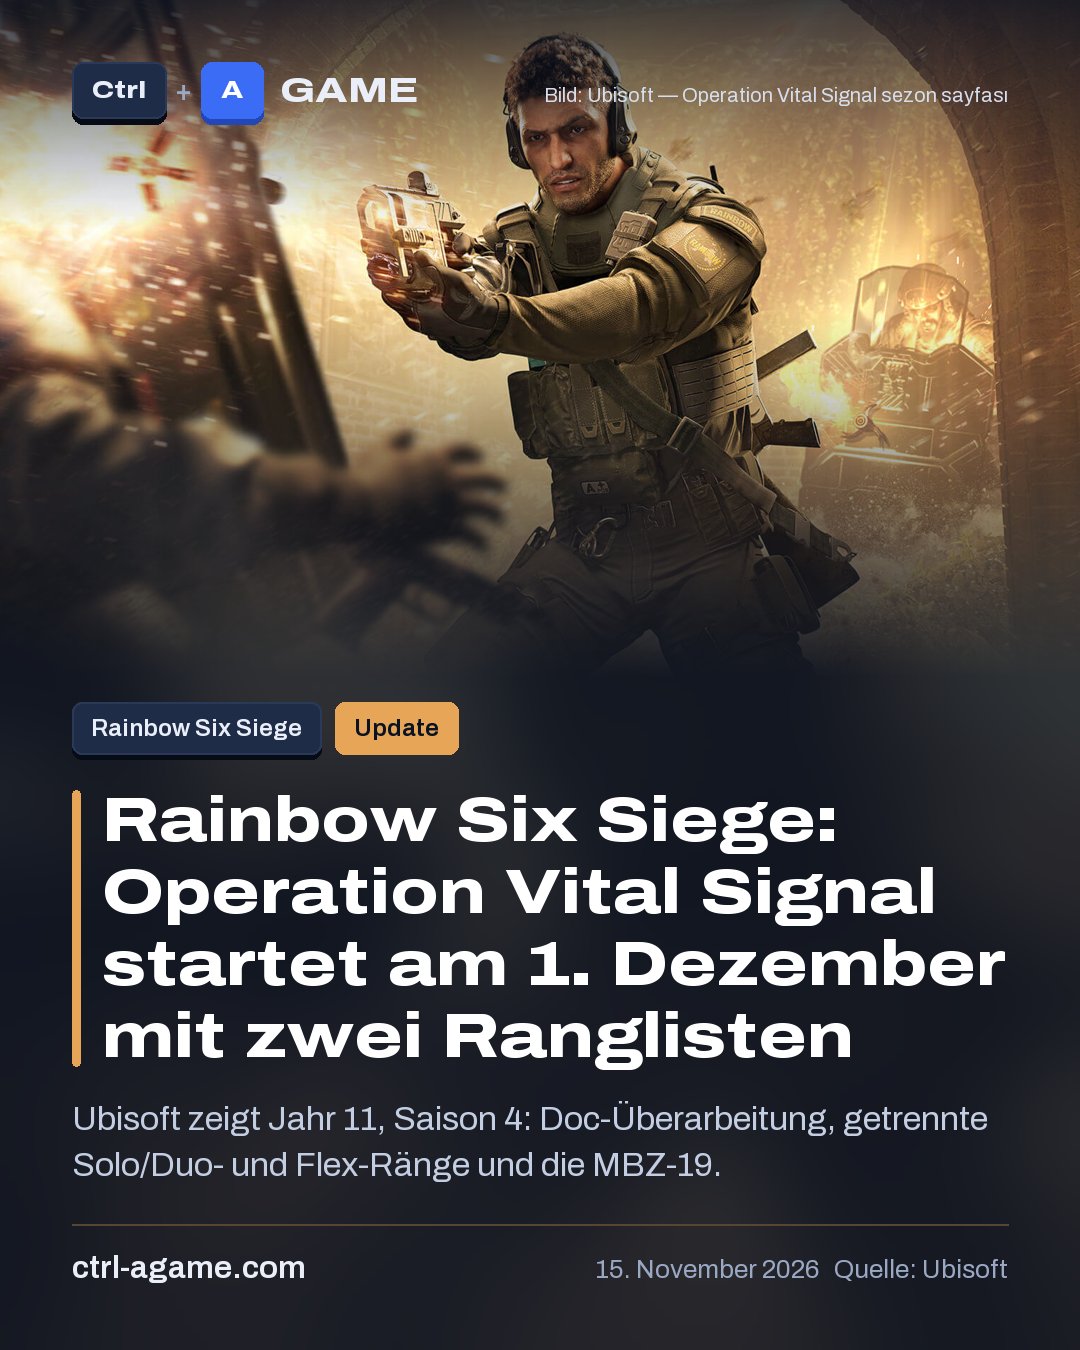 Ctrl + A GAME
Bild: Ubisoft — Operation Vital Signal sezon sayfası
RAINBOW
Rainbow Six Siege Update
Rainbow Six Siege:
Operation Vital Signal
startet am 1. Dezember
mit zwei Ranglisten
Ubisoft zeigt Jahr 11, Saison 4: Doc-Überarbeitung, getrennte
Solo/Duo- und Flex-Ränge und die MBZ-19.
ctrl-agame.com
15. November 2026 Quelle: Ubisoft